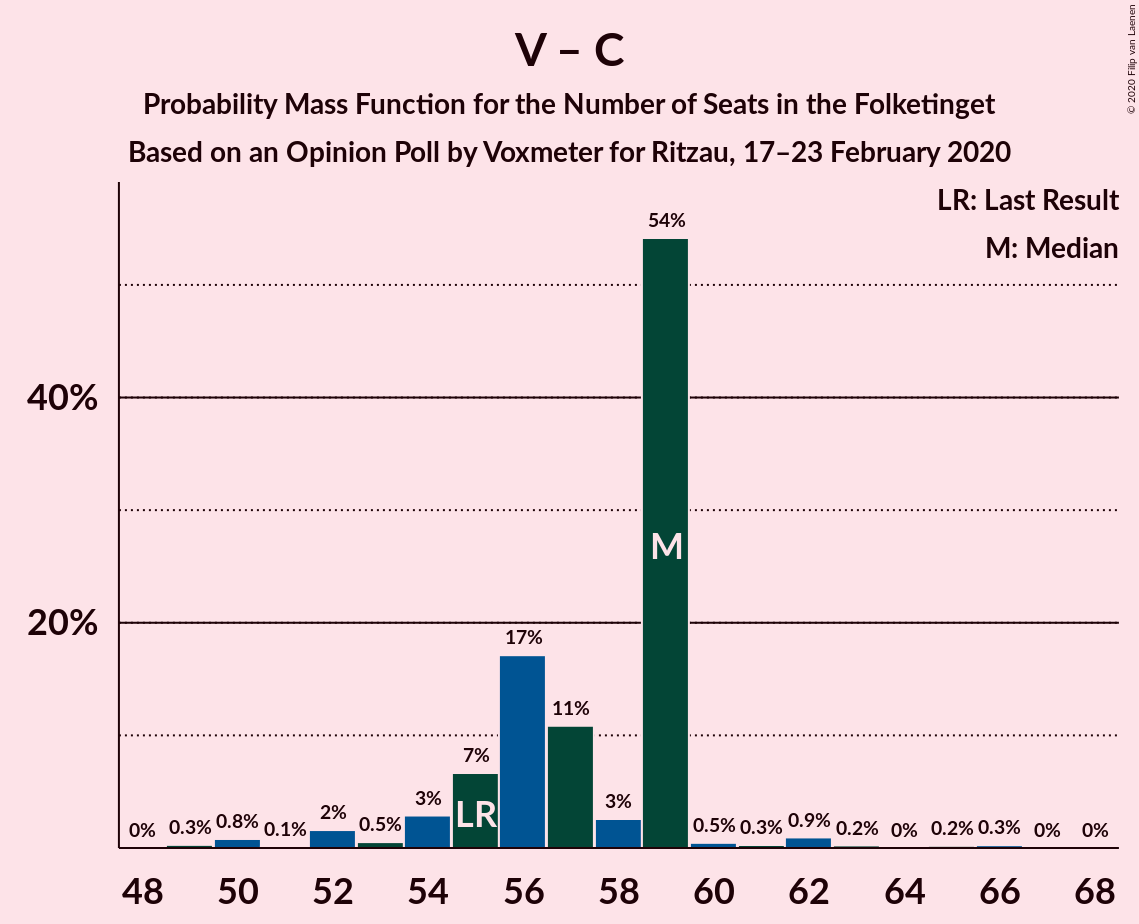 V – C
Probability Mass Function for the Number of Seats in the Folketinget
Based on an Opinion Poll by Voxmeter for Ritzau, 17–23 February 2020
© 2020 Filip van Laenen
LR: Last Result
M: Median
40%
20%
0%
0.3%
0.8%
0.1%
2%
0.5%
3%
7%
17%
11%
3%
54%
0.5%
0.3%
0.9%
0.2%
0%
0.2%
0.3%
0%
0%
LR
M
48 50 52 54 56 58 60 62 64 66 68